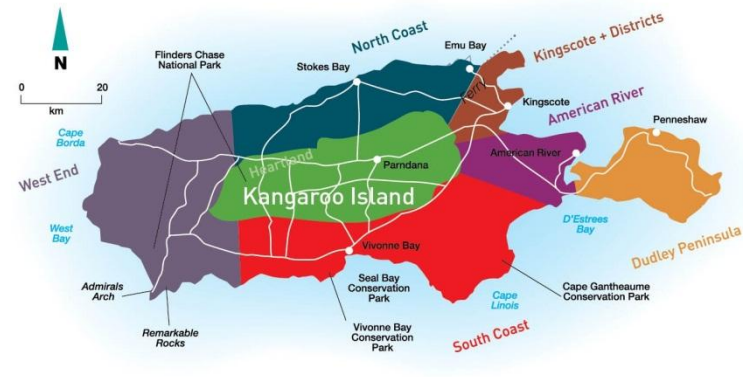 North Coast
Emu Bay
Kingscote + Districts
Flinders Chase
National Park
Stokes Bay
N
0 20
km
Ferry
Kingscote
American River
Penneshaw
Cape
Borda
American River
West End
Heartland
Parndana
Kangaroo Island
West
Bay
D'Estrees
Bay
Dudley Peninsula
Vivonne Bay
Admirals
Arch
Seal Bay
Conservation
Park
Cape Gantheaume
Conservation Park
Cape
Linois
Remarkable
Rocks
Vivonne Bay
Conservation
Park
South Coast